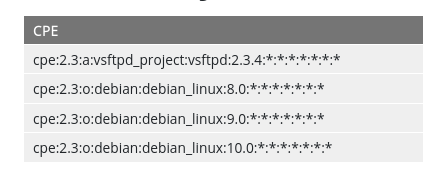 CPE
cpe:2.3:a:vsftpd_project:vsftpd:2.3.4:*:*:*:*:*:*:*
cpe:2.3:o:debian:debian_linux:8.0:*:*:*:*:*:*:*
cpe:2.3:o:debian:debian_linux:9.0:*:*:*:*:*:*:*
cpe:2.3:o:debian:debian_linux:10.0:*:*:*:*:*:*:*